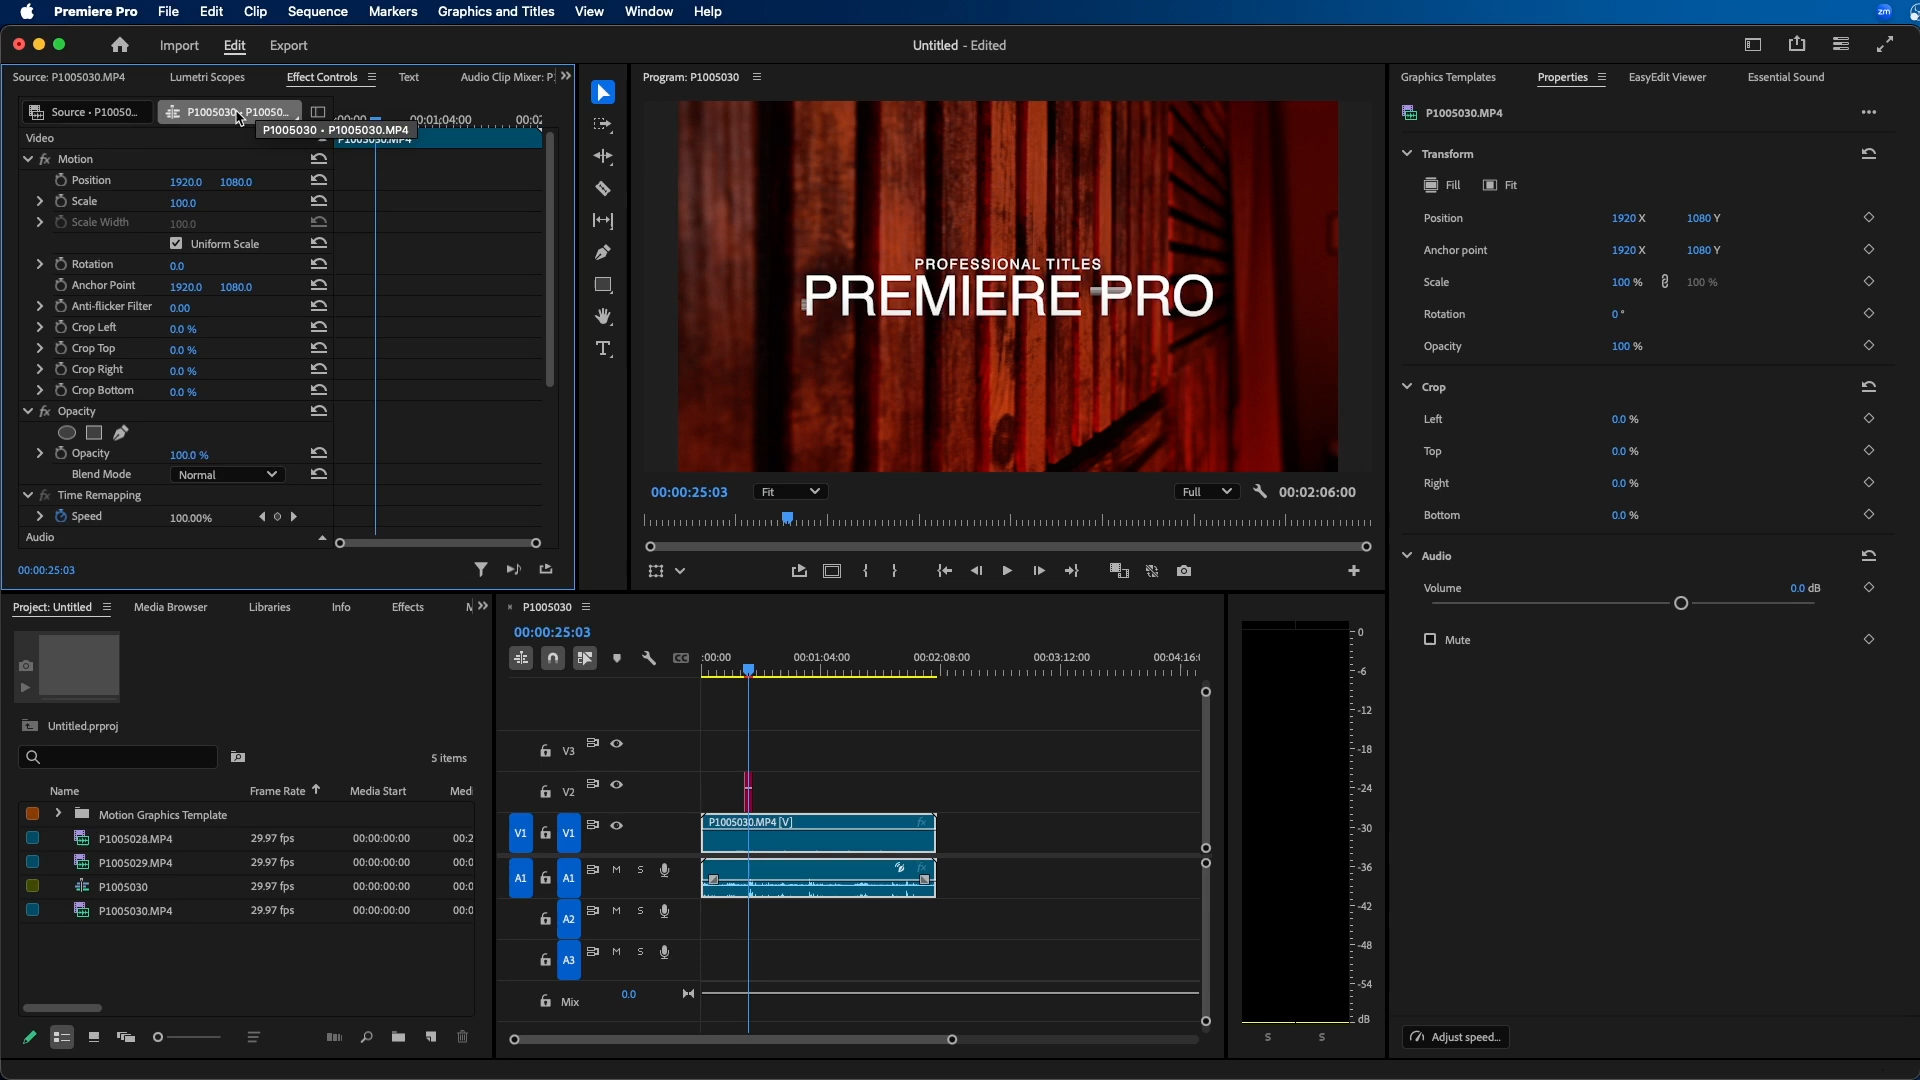 Premiere Pro File Edit Clip Sequence Markers Graphics and Titles View Window Help zm
Import Edit Export
Untitled - Edited
Source: P1005030.MP4 Lumetri Scopes Effect Controls Text Audio Clip Mixer: P
Source • P10050... P1005030 • P10050...
00:01:04:00
P1005030 • P1005030.MP4
Video
Motion
Position 1920.0 1080.0
Scale 100.0
Scale Width 100.0
Uniform Scale
Rotation 0.0
Anchor Point 1920.0 1080.0
Anti-flicker Filter 0.00
Crop Left 0.0 %
Crop Top 0.0 %
Crop Right 0.0 %
Crop Bottom 0.0 %
Opacity
Opacity 100.0 %
Blend Mode Normal
Time Remapping
Speed 100.00%
Audio
00:00:25:03
Program: P1005030
PROFESSIONAL TITLES
PREMIERE PRO
00:00:25:03 Fit Full 00:02:06:00
Graphics Templates Properties EasyEdit Viewer Essential Sound
P1005030.MP4
Transform
Fill Fit
Position 1920 X 1080 Y
Anchor point 1920 X 1080 Y
Scale 100 % 100 %
Rotation 0 °
Opacity 100 %
Crop
Left 0.0 %
Top 0.0 %
Right 0.0 %
Bottom 0.0 %
Audio
Volume 0.0 dB
Mute
Adjust speed...
Project: Untitled Media Browser Libraries Info Effects
Untitled.prproj
5 items
Name Frame Rate Media Start Medi
Motion Graphics Template
P1005028.MP4 29.97 fps 00:00:00:00 00:2
P1005029.MP4 29.97 fps 00:00:00:00 00:0
P1005030 29.97 fps 00:00:00:00 00:0
P1005030.MP4 29.97 fps 00:00:00:00 00:0
P1005030
00:00:25:03
CC
:00:00 00:01:04:00 00:02:08:00 00:03:12:00 00:04:16:
V3
V2
V1 V1
P1005030.MP4 [V] fx
A1 A1 M S fx
A2 M S
A3 M S
Mix 0.0
0
-6
-12
-18
-24
-30
-36
-42
-48
-54
dB
S S